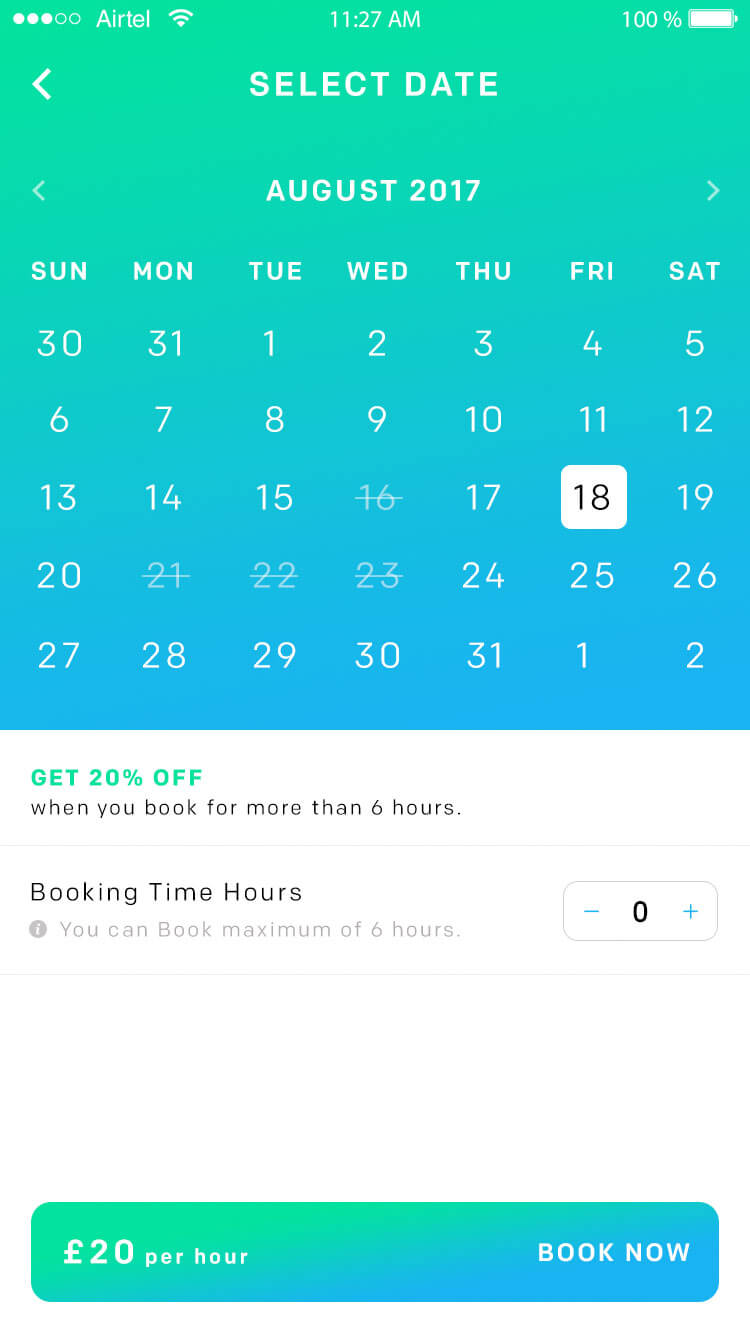 Airtel 11:27 AM 100 %
SELECT DATE
AUGUST 2017
SUN MON TUE WED THU FRI SAT
30 31 1 2 3 4 5
6 7 8 9 10 11 12
13 14 15 16 17 18 19
20 21 22 23 24 25 26
27 28 29 30 31 1 2
GET 20% OFF
when you book for more than 6 hours.
Booking Time Hours
− 0 +
i You can Book maximum of 6 hours.
£20 per hour BOOK NOW